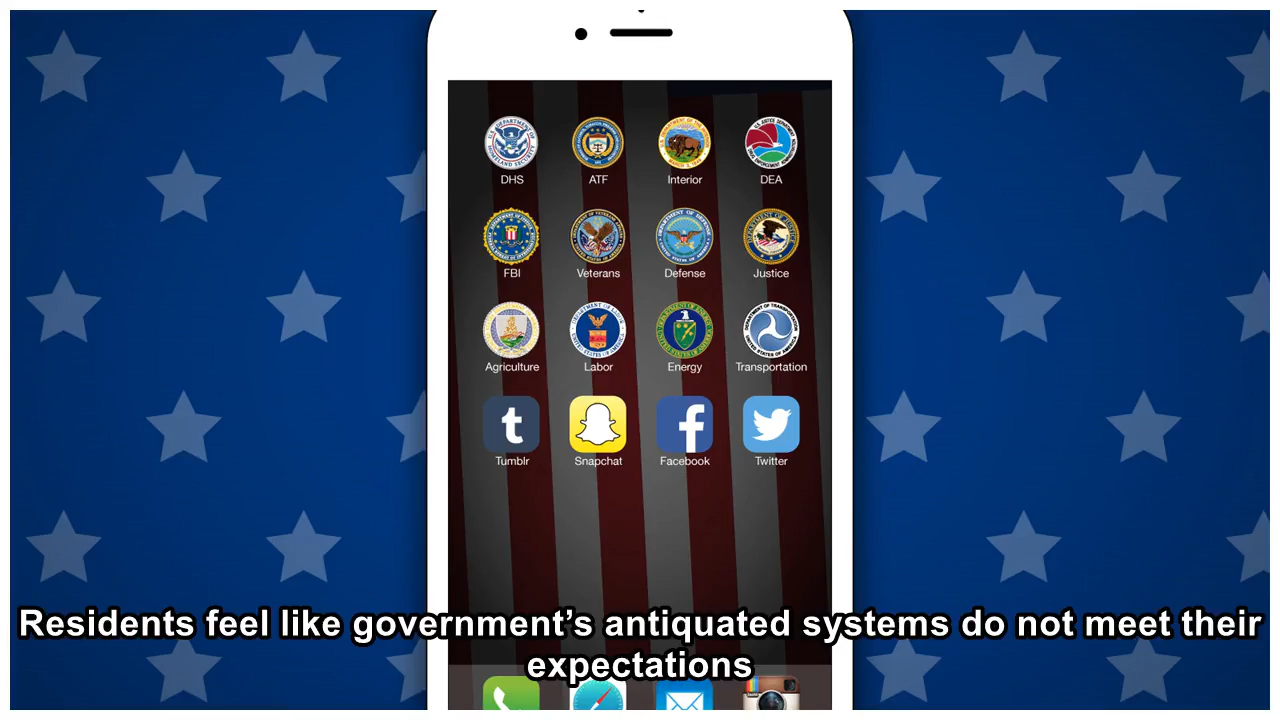 DHS ATF Interior DEA
FBI Veterans Defense Justice
Agriculture Labor Energy Transportation
t f
Tumblr Snapchat Facebook Twitter
Residents feel like government’s antiquated systems do not meet their
expectations